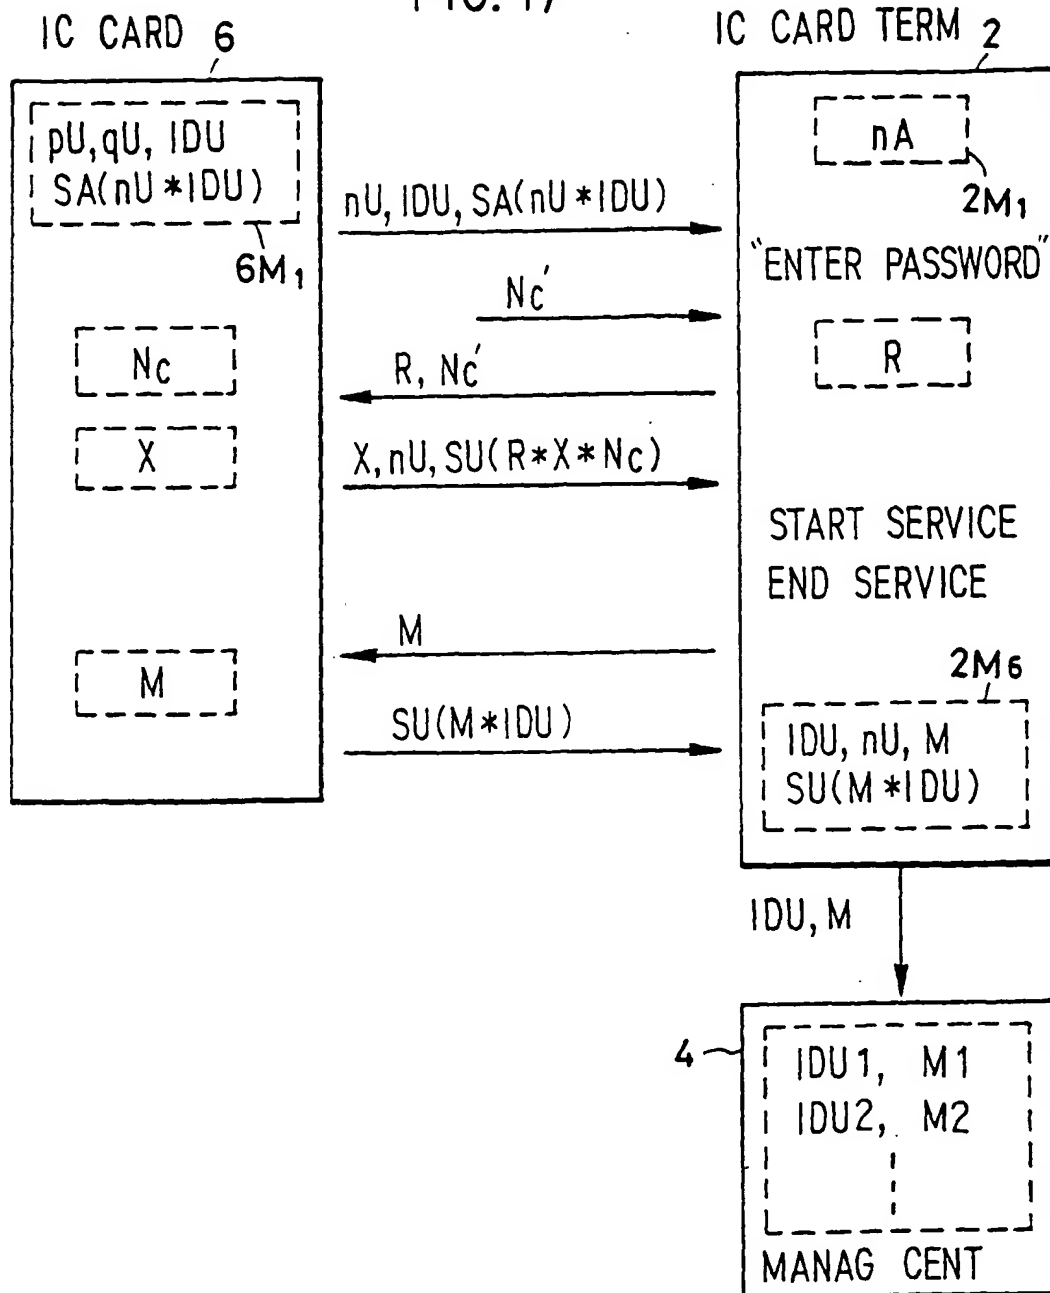 FIG. 17
IC CARD 6
IC CARD TERM 2
pU, qU, IDU
SA(nU*IDU)
6M1
nU, IDU, SA(nU*IDU)
nA
2M1
"ENTER PASSWORD"
Nc'
Nc
R, Nc'
R
X
X, nU, SU(R*X*Nc)
START SERVICE
END SERVICE
M
M
SU(M*IDU)
2M6
IDU, nU, M
SU(M*IDU)
IDU, M
4
IDU1, M1
IDU2, M2
MANAG CENT